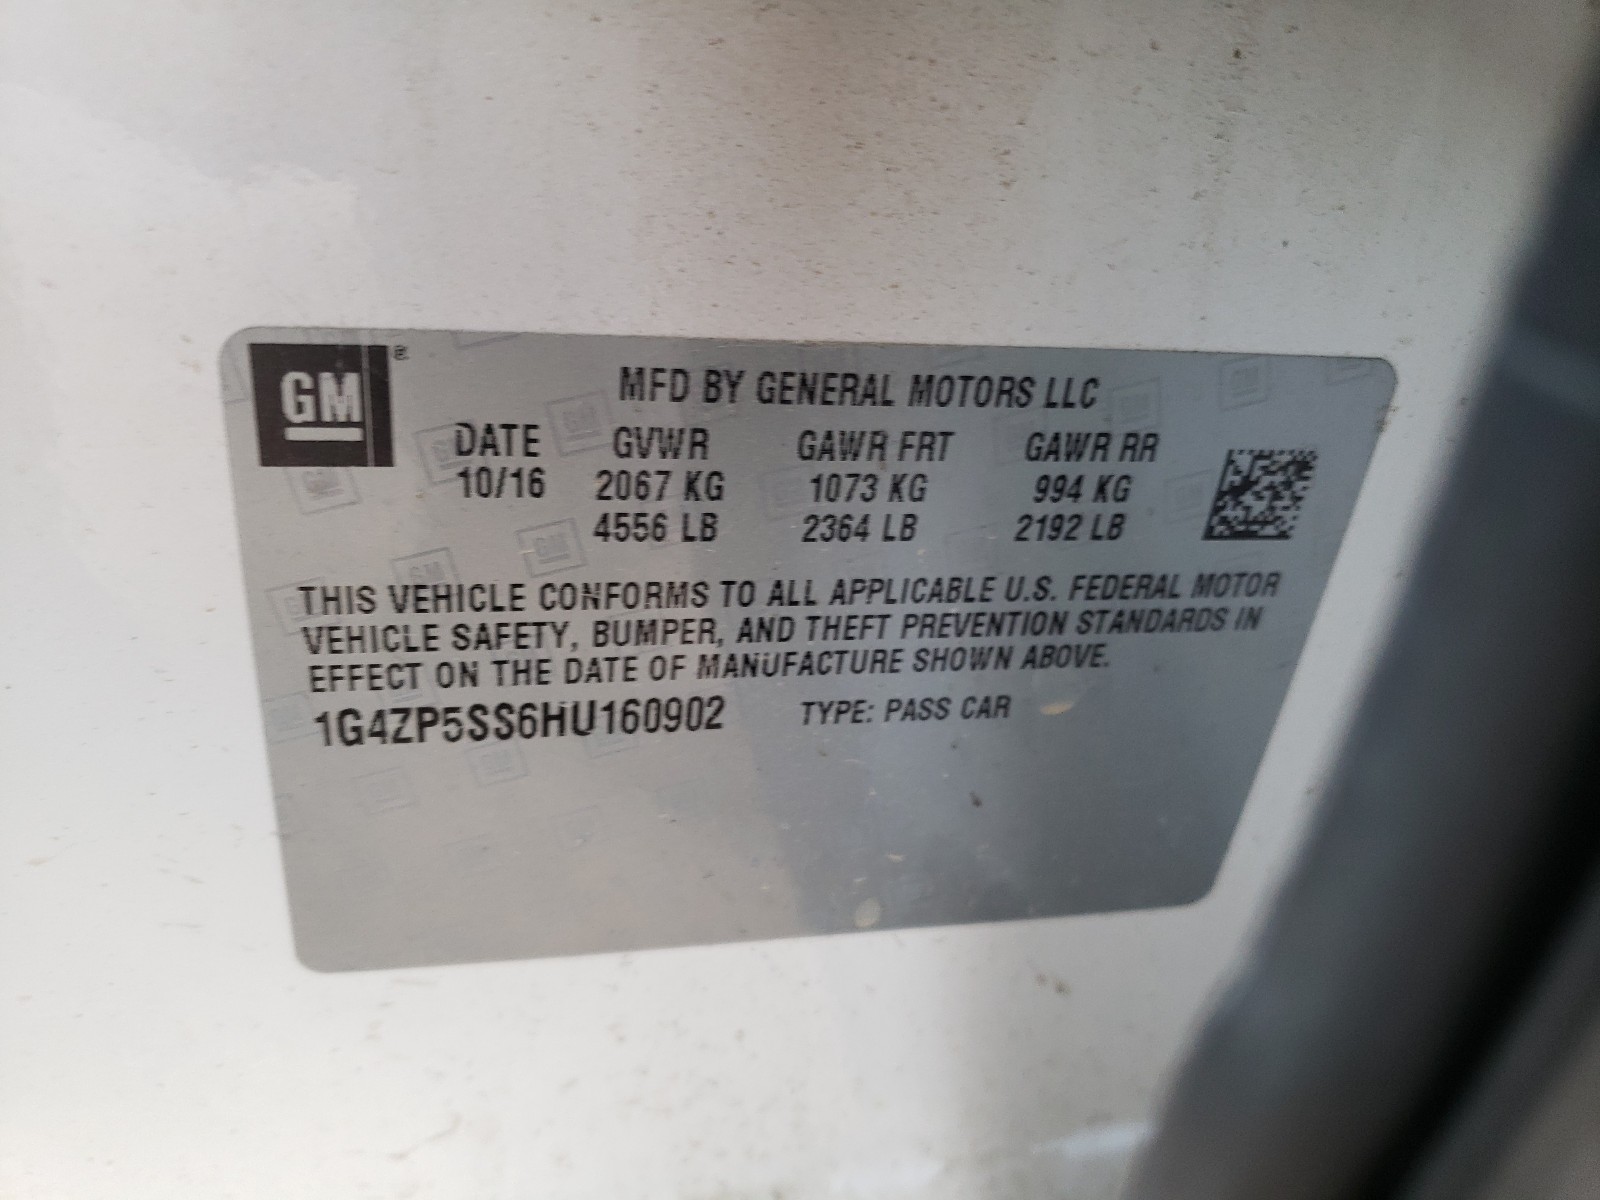 GM ®
MFD BY GENERAL MOTORS LLC
DATE GVWR GAWR FRT GAWR RR
10/16 2067 KG 1073 KG 994 KG
4556 LB 2364 LB 2192 LB
THIS VEHICLE CONFORMS TO ALL APPLICABLE U.S. FEDERAL MOTOR
VEHICLE SAFETY, BUMPER, AND THEFT PREVENTION STANDARDS IN
EFFECT ON THE DATE OF MANUFACTURE SHOWN ABOVE.
1G4ZP5SS6HU160902 TYPE: PASS CAR